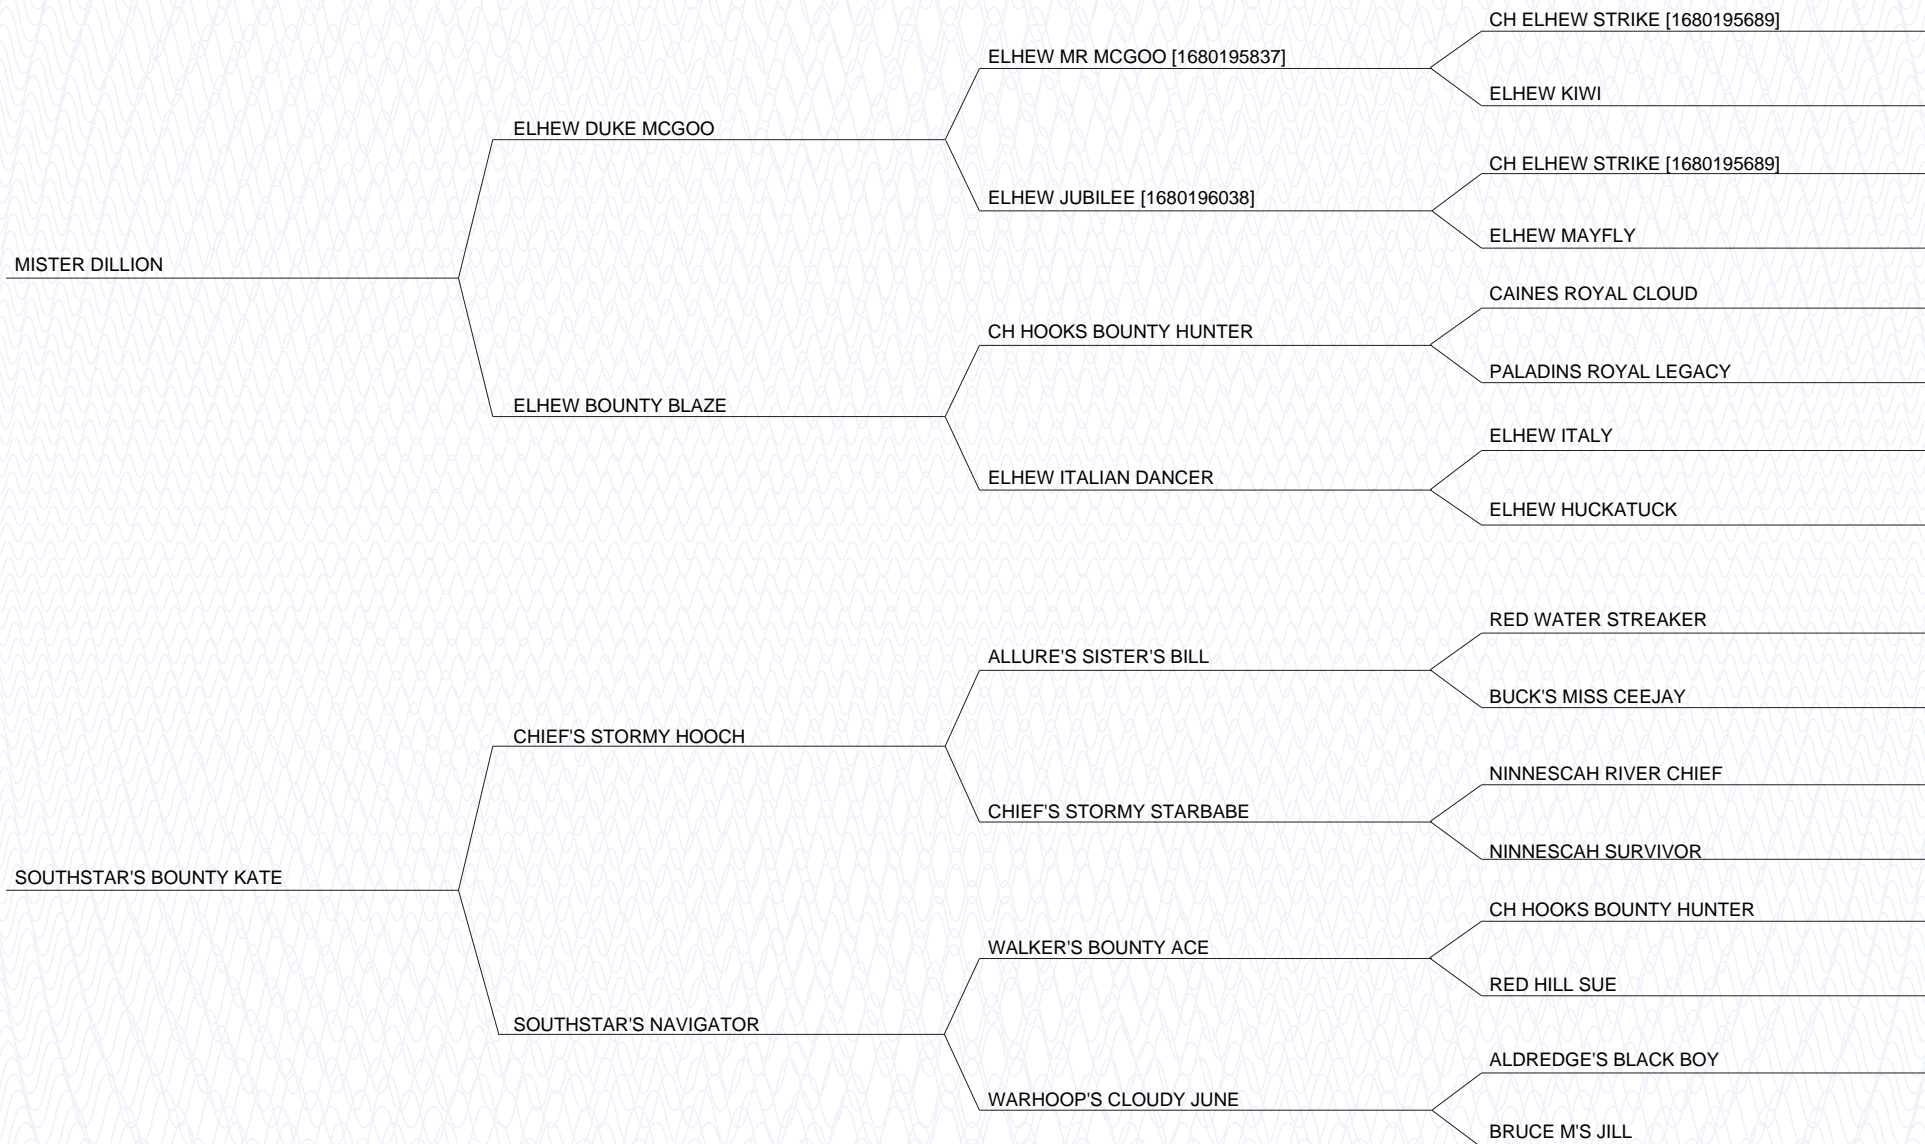 CH ELHEW STRIKE [1680195689]
ELHEW MR MCGOO [1680195837]
ELHEW KIWI
ELHEW DUKE MCGOO
CH ELHEW STRIKE [1680195689]
ELHEW JUBILEE [1680196038]
ELHEW MAYFLY
MISTER DILLION
CAINES ROYAL CLOUD
CH HOOKS BOUNTY HUNTER
PALADINS ROYAL LEGACY
ELHEW BOUNTY BLAZE
ELHEW ITALY
ELHEW ITALIAN DANCER
ELHEW HUCKATUCK
RED WATER STREAKER
ALLURE'S SISTER'S BILL
BUCK'S MISS CEEJAY
CHIEF'S STORMY HOOCH
NINNESCAH RIVER CHIEF
CHIEF'S STORMY STARBABE
NINNESCAH SURVIVOR
SOUTHSTAR'S BOUNTY KATE
CH HOOKS BOUNTY HUNTER
WALKER'S BOUNTY ACE
RED HILL SUE
SOUTHSTAR'S NAVIGATOR
ALDREDGE'S BLACK BOY
WARHOOP'S CLOUDY JUNE
BRUCE M'S JILL